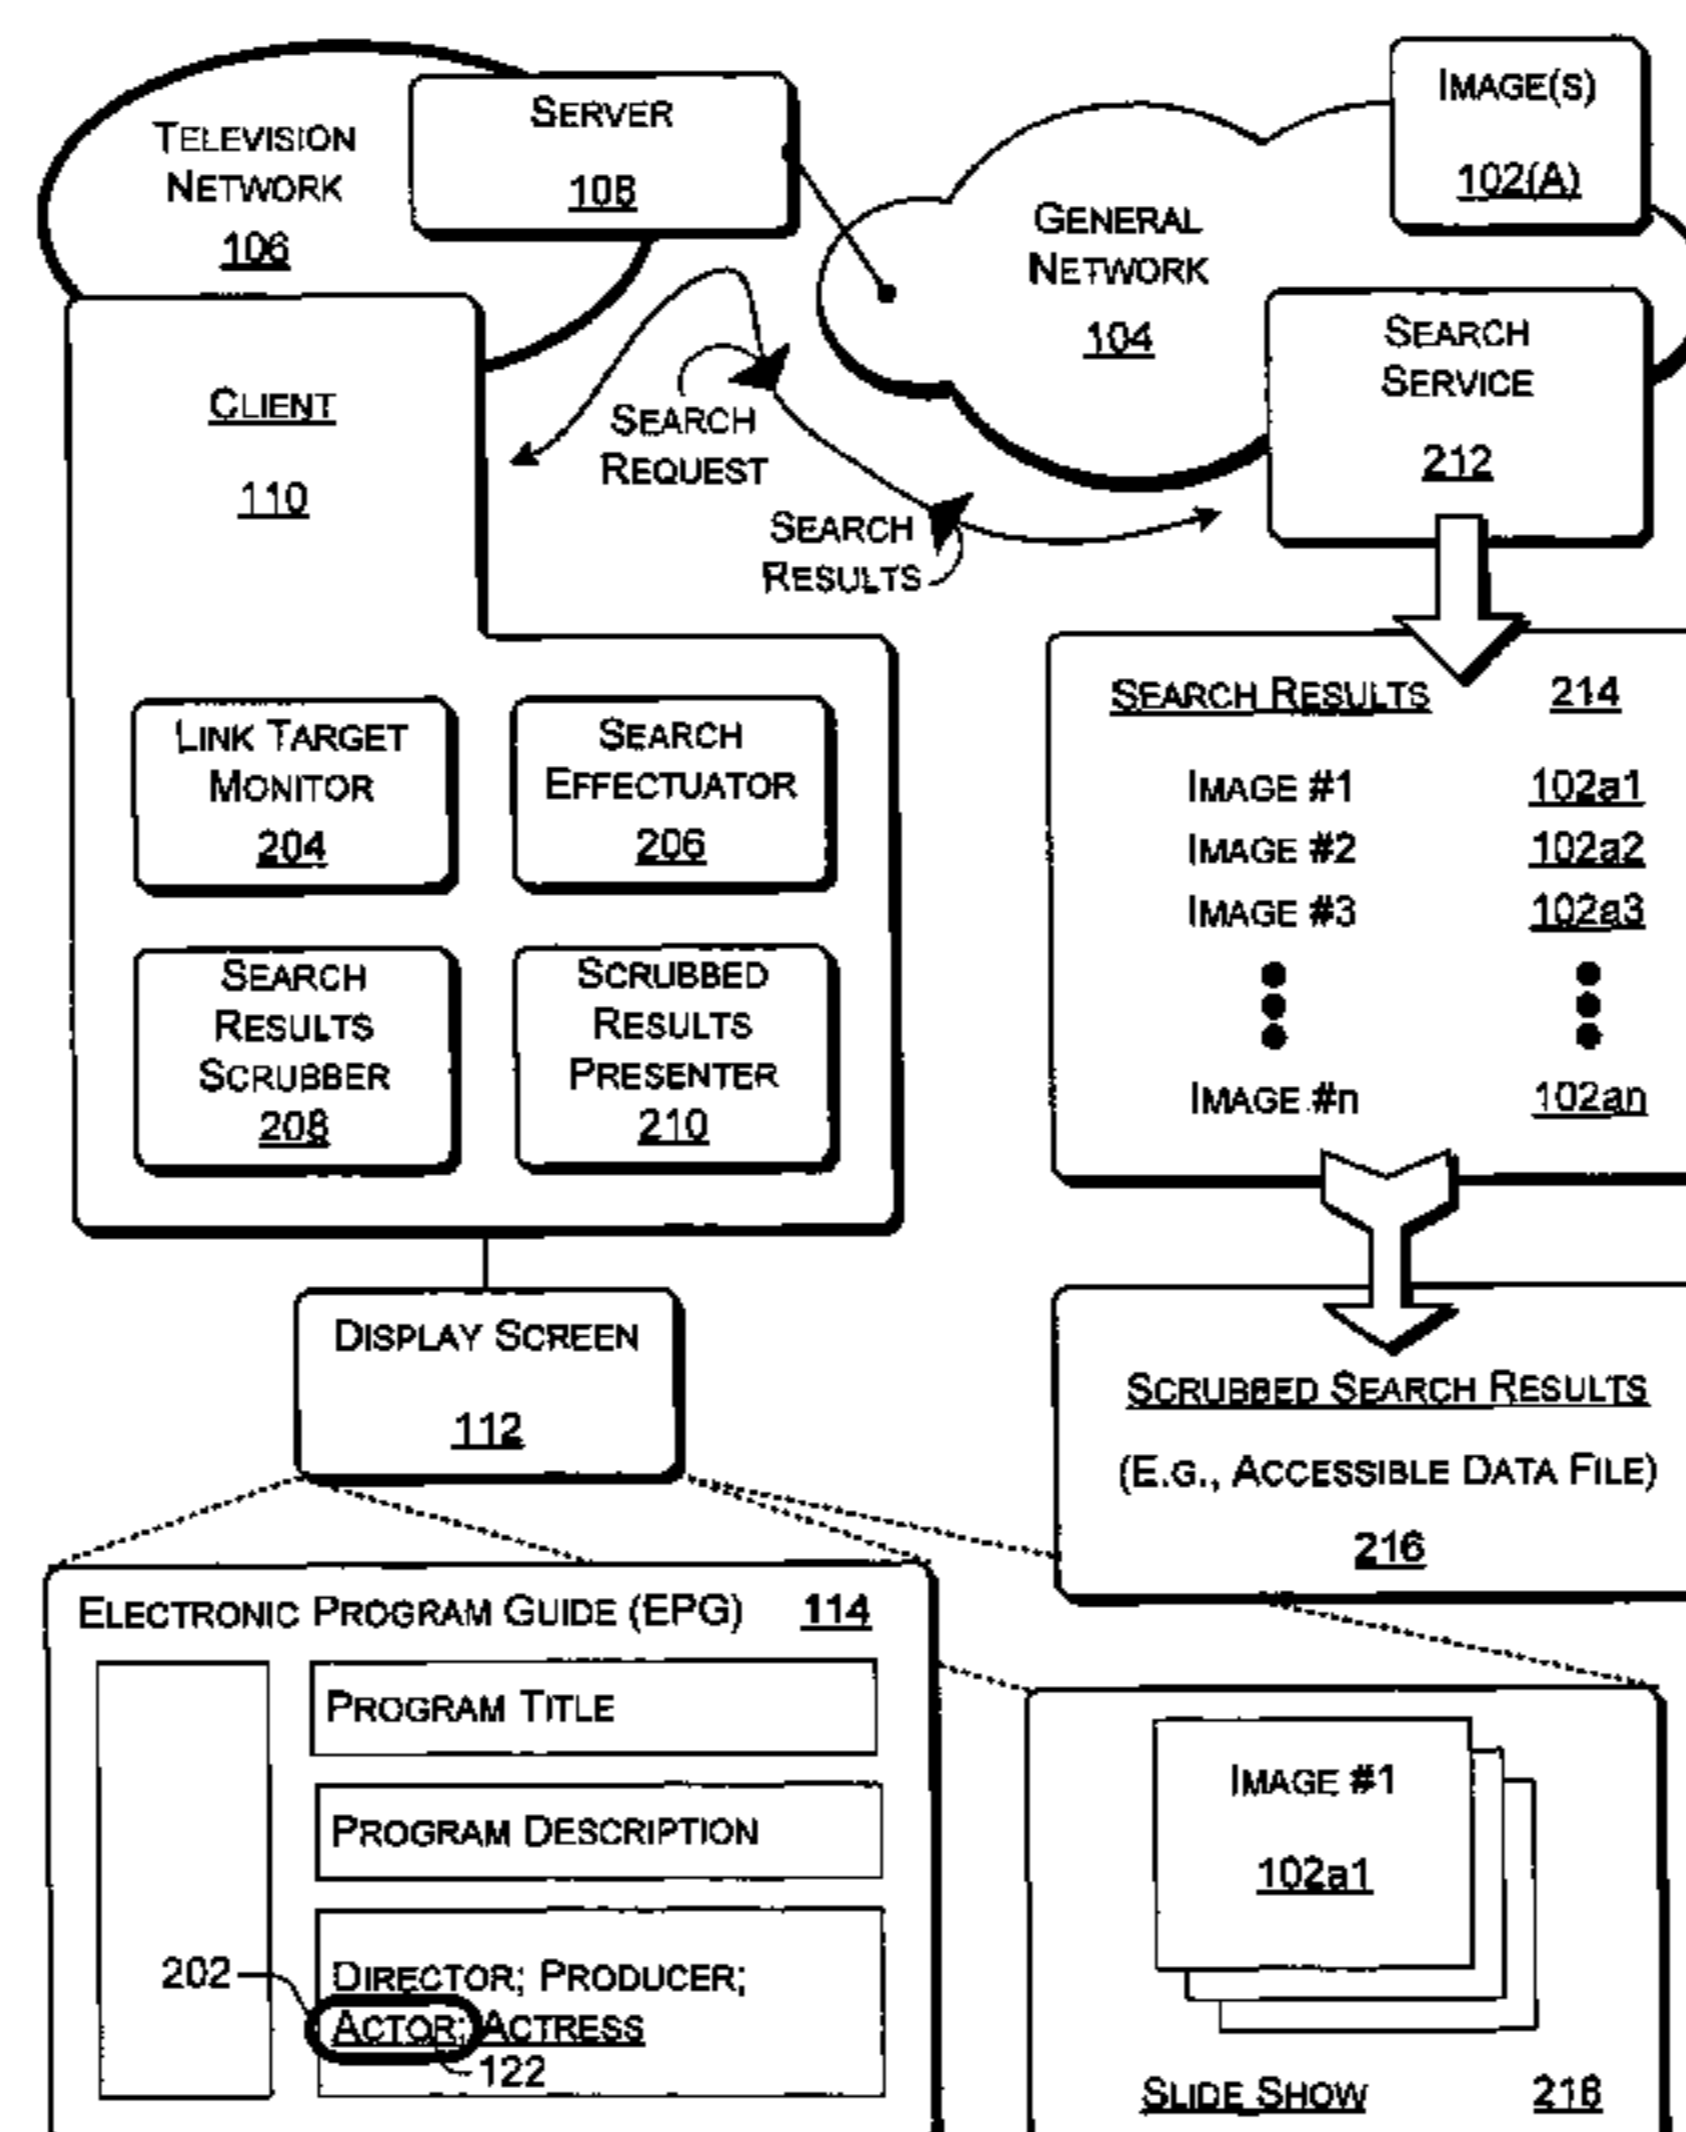 TELEVISION
NETWORK
106
SERVER
108
GENERAL
NETWORK
104
IMAGE(S)
102(A)
SEARCH
SERVICE
212
CLIENT
110
SEARCH
REQUEST
SEARCH
RESULTS
LINK TARGET
MONITOR
204
SEARCH
EFFECTUATOR
206
SEARCH
RESULTS
SCRUBBER
208
SCRUBBED
RESULTS
PRESENTER
210
SEARCH RESULTS 214
IMAGE #1 102a1
IMAGE #2 102a2
IMAGE #3 102a3
IMAGE #n 102an
DISPLAY SCREEN
112
SCRUBBED SEARCH RESULTS
(E.G., ACCESSIBLE DATA FILE)
216
ELECTRONIC PROGRAM GUIDE (EPG) 114
PROGRAM TITLE
PROGRAM DESCRIPTION
202
DIRECTOR; PRODUCER;
ACTOR; ACTRESS
122
IMAGE #1
102a1
SLIDE SHOW 218